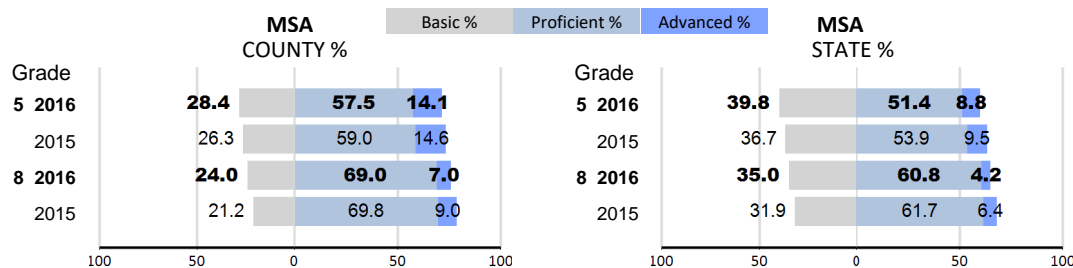 Basic % Proficient % Advanced %
MSA
COUNTY %
Grade
5 2016 28.4 57.5 14.1
2015 26.3 59.0 14.6
8 2016 24.0 69.0 7.0
2015 21.2 69.8 9.0
100 50 0 50 100
MSA
STATE %
Grade
5 2016 39.8 51.4 8.8
2015 36.7 53.9 9.5
8 2016 35.0 60.8 4.2
2015 31.9 61.7 6.4
100 50 0 50 100